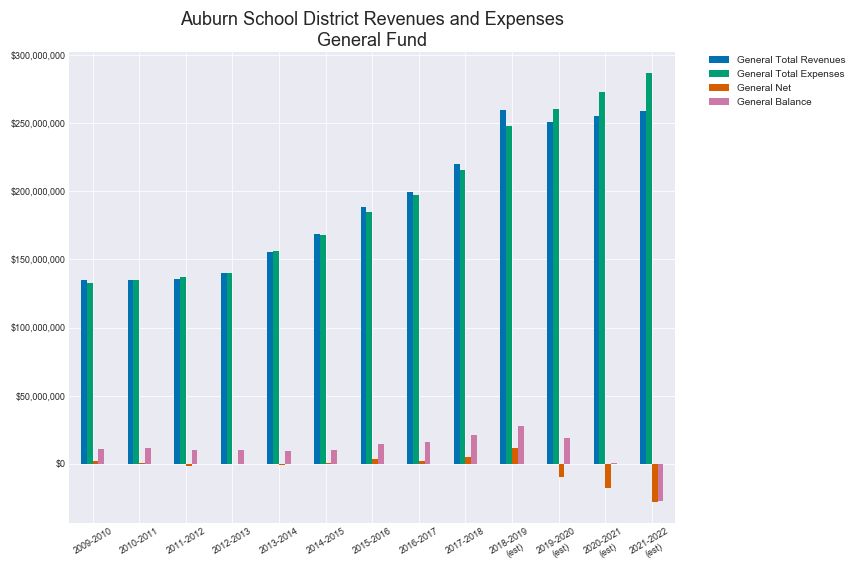 Auburn School District Revenues and Expenses
General Fund
$300,000,000
$250,000,000
$200,000,000
$150,000,000
$100,000,000
$50,000,000
$0
General Total Revenues
General Total Expenses
General Net
General Balance
2009-2010
2010-2011
2011-2012
2012-2013
2013-2014
2014-2015
2015-2016
2016-2017
2017-2018
2018-2019
(est)
2019-2020
(est)
2020-2021
(est)
2021-2022
(est)